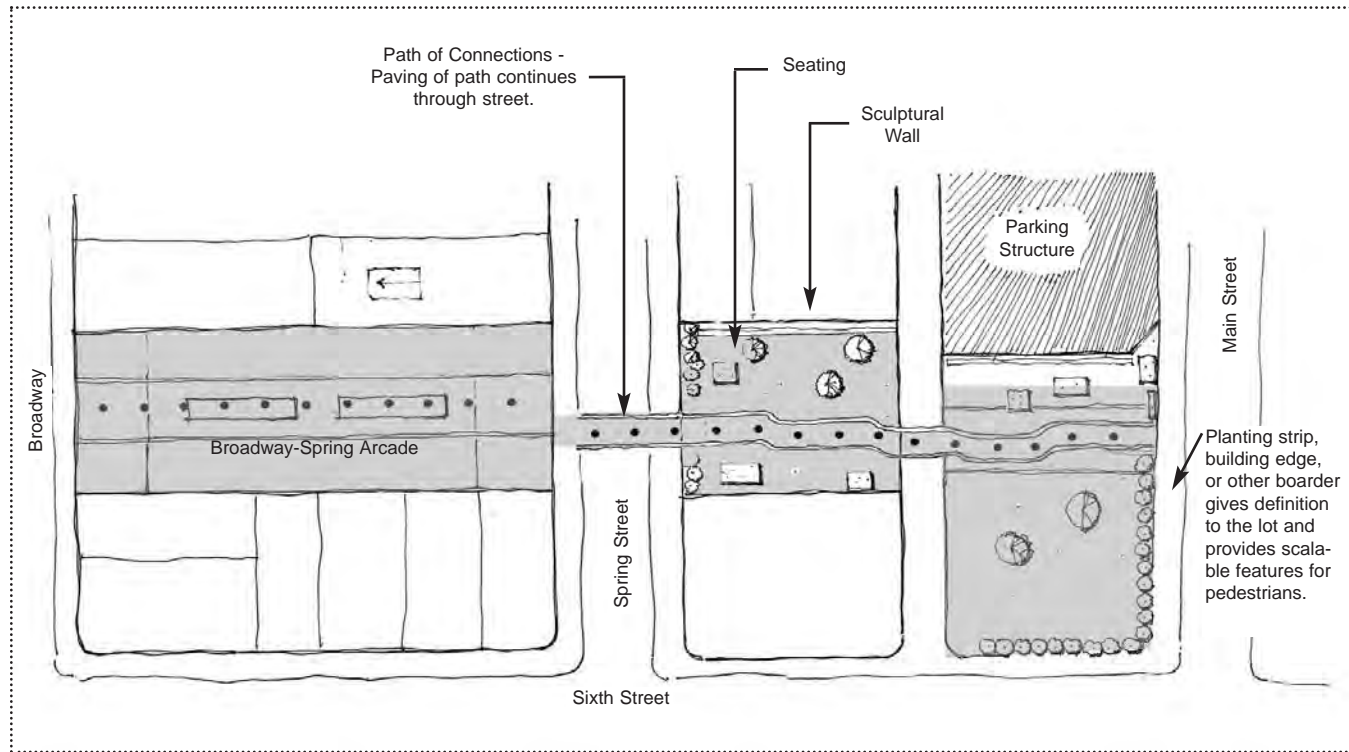 Path of Connections -
Paving of path continues
through street.
Seating
Sculptural
Wall
Parking
Structure
Main Street
Broadway
Broadway-Spring Arcade
Spring Street
Planting strip,
building edge,
or other boarder
gives definition
to the lot and
provides scala-
ble features for
pedestrians.
Sixth Street